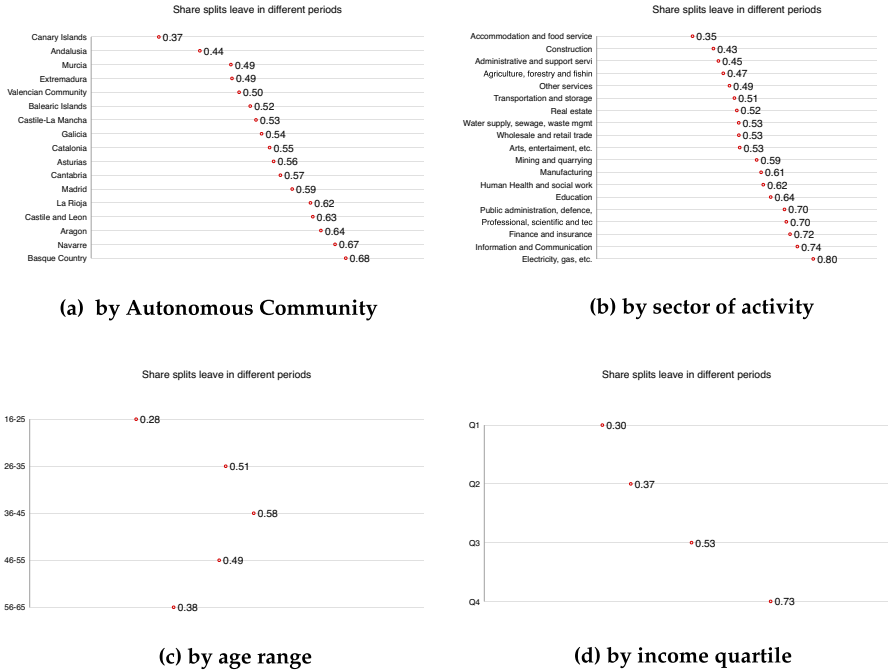 Share splits leave in different periods
Canary Islands 0.37
Andalusia 0.44
Murcia 0.49
Extremadura 0.49
Valencian Community 0.50
Balearic Islands 0.52
Castile-La Mancha 0.53
Galicia 0.54
Catalonia 0.55
Asturias 0.56
Cantabria 0.57
Madrid 0.59
La Rioja 0.62
Castile and Leon 0.63
Aragon 0.64
Navarre 0.67
Basque Country 0.68
(a) by Autonomous Community
Share splits leave in different periods
Accommodation and food service 0.35
Construction 0.43
Administrative and support servi 0.45
Agriculture, forestry and fishin 0.47
Other services 0.49
Transportation and storage 0.51
Real estate 0.52
Water supply, sewage, waste mgmt 0.53
Wholesale and retail trade 0.53
Arts, entertaiment, etc. 0.53
Mining and quarrying 0.59
Manufacturing 0.61
Human Health and social work 0.62
Education 0.64
Public administration, defence, 0.70
Professional, scientific and tec 0.70
Finance and insurance 0.72
Information and Communication 0.74
Electricity, gas, etc. 0.80
(b) by sector of activity
Share splits leave in different periods
16-25 0.28
26-35 0.51
36-45 0.58
46-55 0.49
56-65 0.38
(c) by age range
Share splits leave in different periods
Q1 0.30
Q2 0.37
Q3 0.53
Q4 0.73
(d) by income quartile